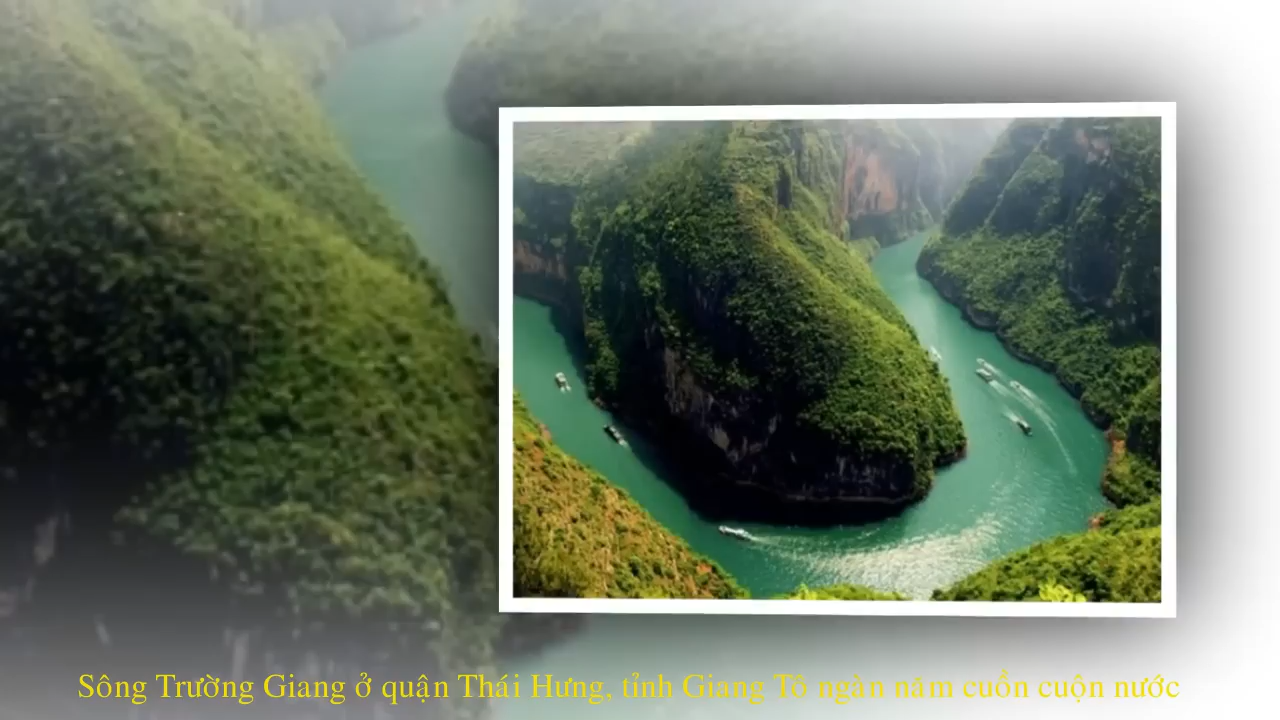 Sông Trường Giang ở quận Thái Hưng, tỉnh Giang Tô ngàn năm cuồn cuộn nước